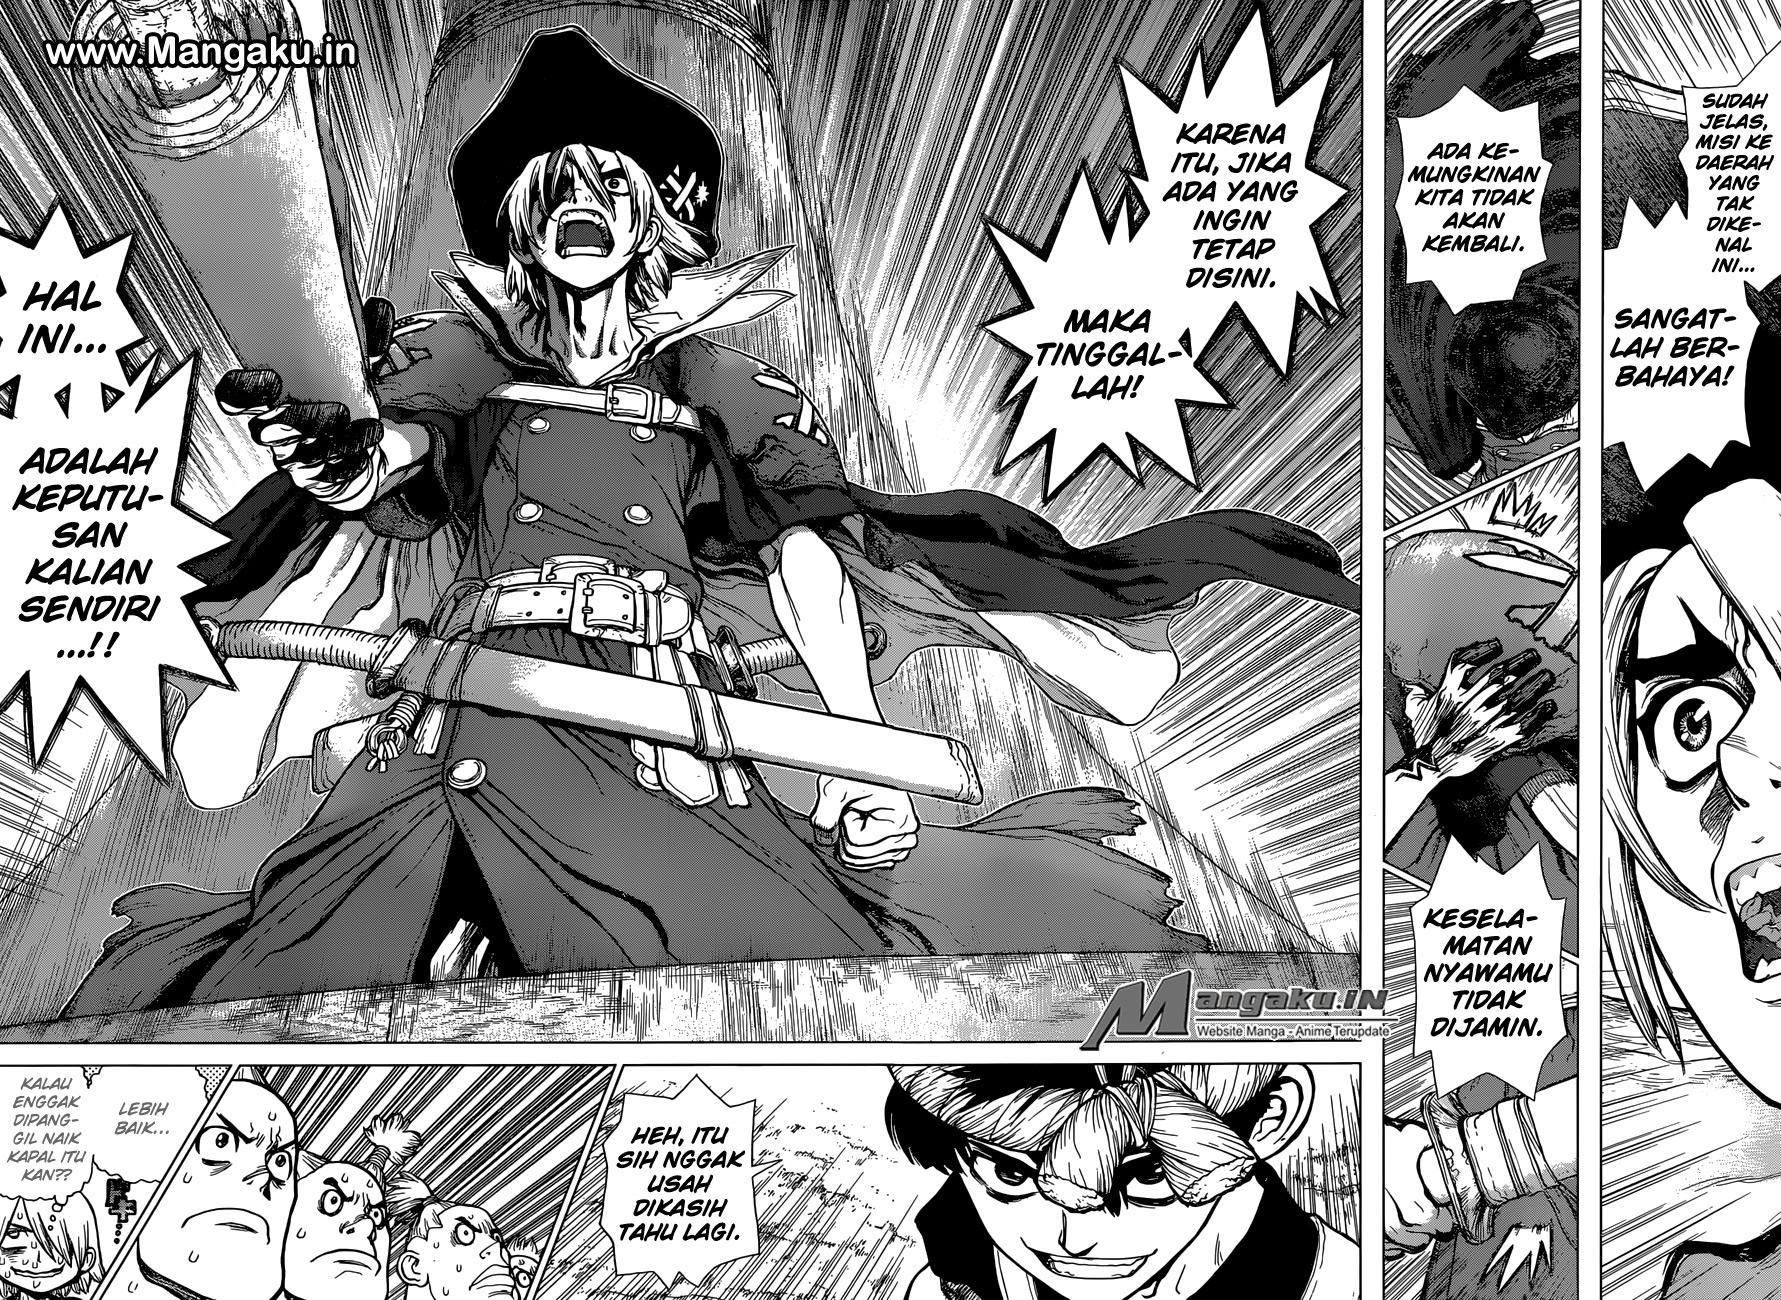 www.Mangaku.in
SUDAH
JELAS,
MISI KE
DAERAH
YANG
TAK
DIKE-
NAL
INI...
SANGAT-
LAH BER-
BAHAYA!
ADA KE-
MUNGKINAN
KITA TIDAK
AKAN
KEMBALI.
KESELA-
MATAN
NYAWAMU
TIDAK
DIJAMIN.
KARENA
ITU, JIKA
ADA YANG
INGIN
TETAP
DISINI.
MAKA
TINGGAL-
LAH!
HAL
INI...
ADALAH
KEPUTU-
SAN
KALIAN
SENDIRI
...!!
Mangaku.iN
Website Manga - Anime Terupdate
HEH, ITU
SIH NGGAK
USAH
DIKASIH
TAHU LAGI.
LEBIH
BAIK...
KALAU
ENGGAK
DIPANG-
GIL NAIK
KAPAL ITU
KAN??
ドキ